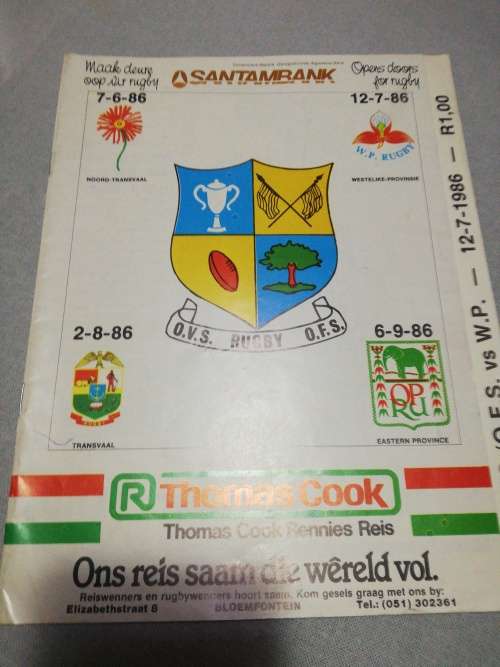 Maak deure
oop vir rugby
SANTAMBANK
Opens doors
for rugby
7-6-86
12-7-86
W.P. RUGBY
NOORD-TRANSVAAL
WESTELIKE-PROVINSIE
O.V.S. RUGBY O.F.S.
2-8-86
6-9-86
RUGBY
OPRU
TRANSVAAL
EASTERN PROVINCE
O.F.S. vs W.P. — 12-7-1986 — R1,00
R Thomas Cook
Thomas Cook Rennies Reis
Ons reis saam die wêreld vol.
Reiswenners en rugbywenners hoort saam. Kom gesels graag met ons by:
Elizabethstraat 8 BLOEMFONTEIN Tel.: (051) 302361